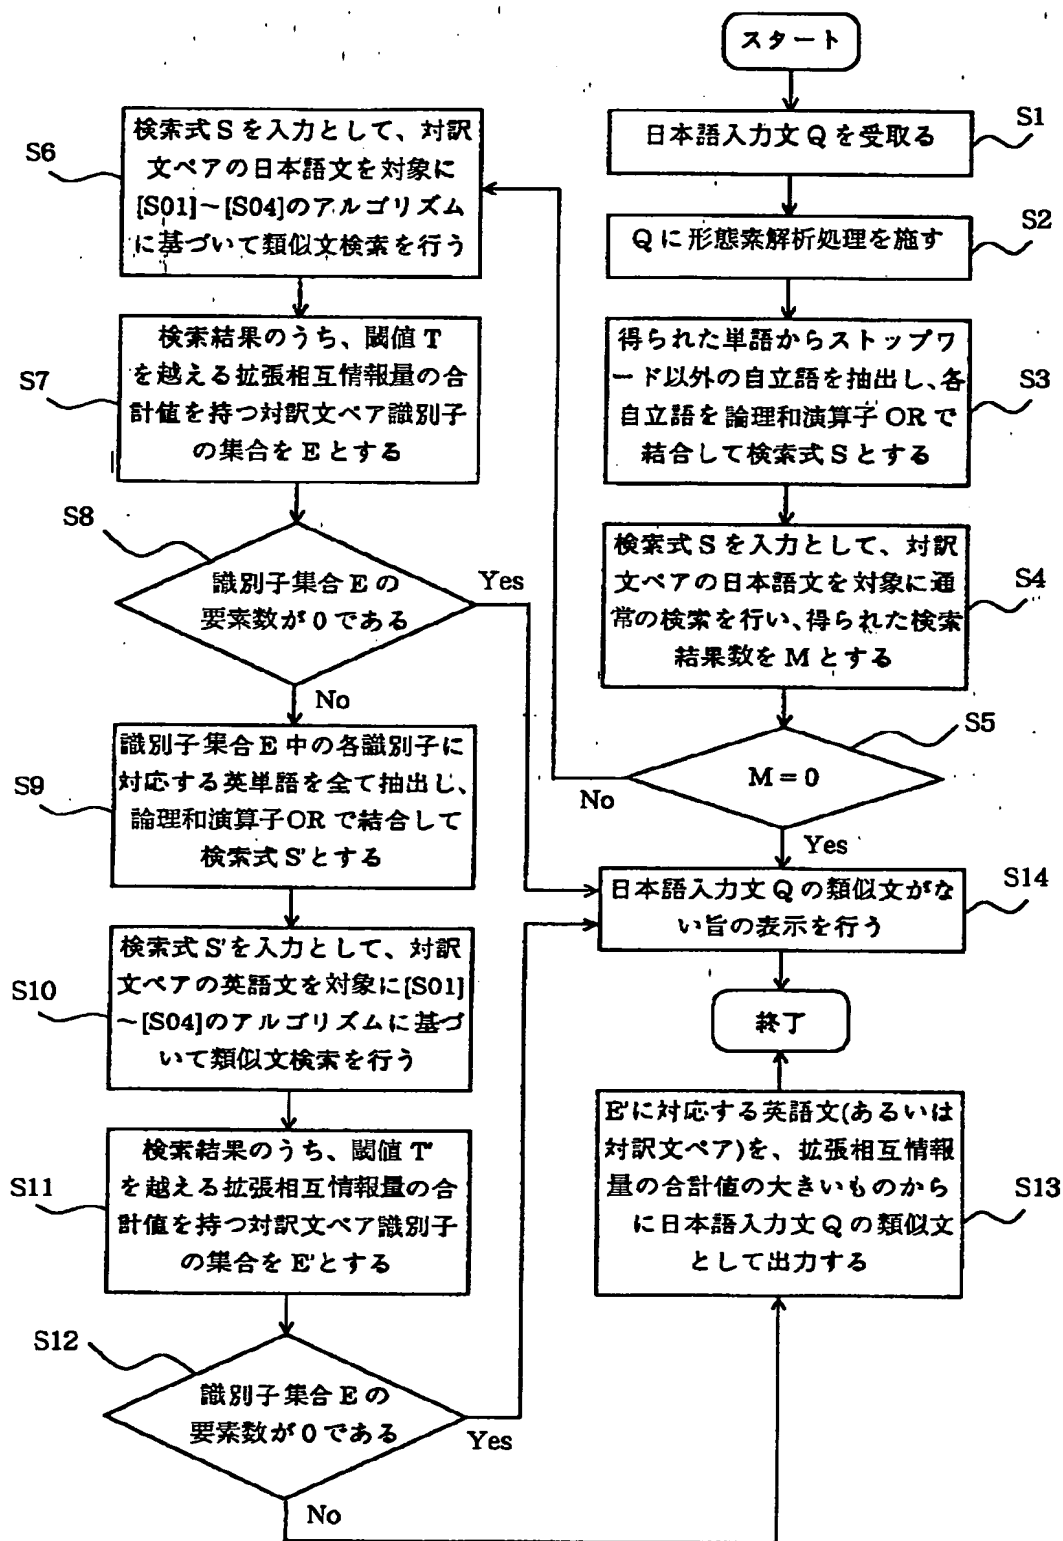 スタート
S1
日本語入力文 Q を受取る
S2
Q に形態素解析処理を施す
S3
得られた単語からストップワ
ード以外の自立語を抽出し、各
自立語を論理和演算子 OR で
結合して検索式 S とする
S4
検索式 S を入力として、対訳
文ペアの日本語文を対象に通
常の検索を行い、得られた検索
結果数を M とする
S5
M = 0
No
Yes
S6
検索式 S を入力として、対訳
文ペアの日本語文を対象に
[S01]~[S04]のアルゴリズム
に基づいて類似文検索を行う
S7
検索結果のうち、閾値 T
を越える拡張相互情報量の合
計値を持つ対訳文ペア識別子
の集合を E とする
S8
識別子集合 E の
要素数が 0 である
Yes
No
S9
識別子集合 E 中の各識別子に
対応する英単語を全て抽出し、
論理和演算子 OR で結合して
検索式 S'とする
S10
検索式 S'を入力として、対訳
文ペアの英語文を対象に[S01]
~[S04]のアルゴリズムに基づ
いて類似文検索を行う
S11
検索結果のうち、閾値 T'
を越える拡張相互情報量の合
計値を持つ対訳文ペア識別子
の集合を E'とする
S12
識別子集合 E の
要素数が 0 である
Yes
No
S13
E'に対応する英語文(あるいは
対訳文ペア)を、拡張相互情報
量の合計値の大きいものから
に日本語入力文 Q の類似文
として出力する
S14
日本語入力文 Q の類似文がな
い旨の表示を行う
終了